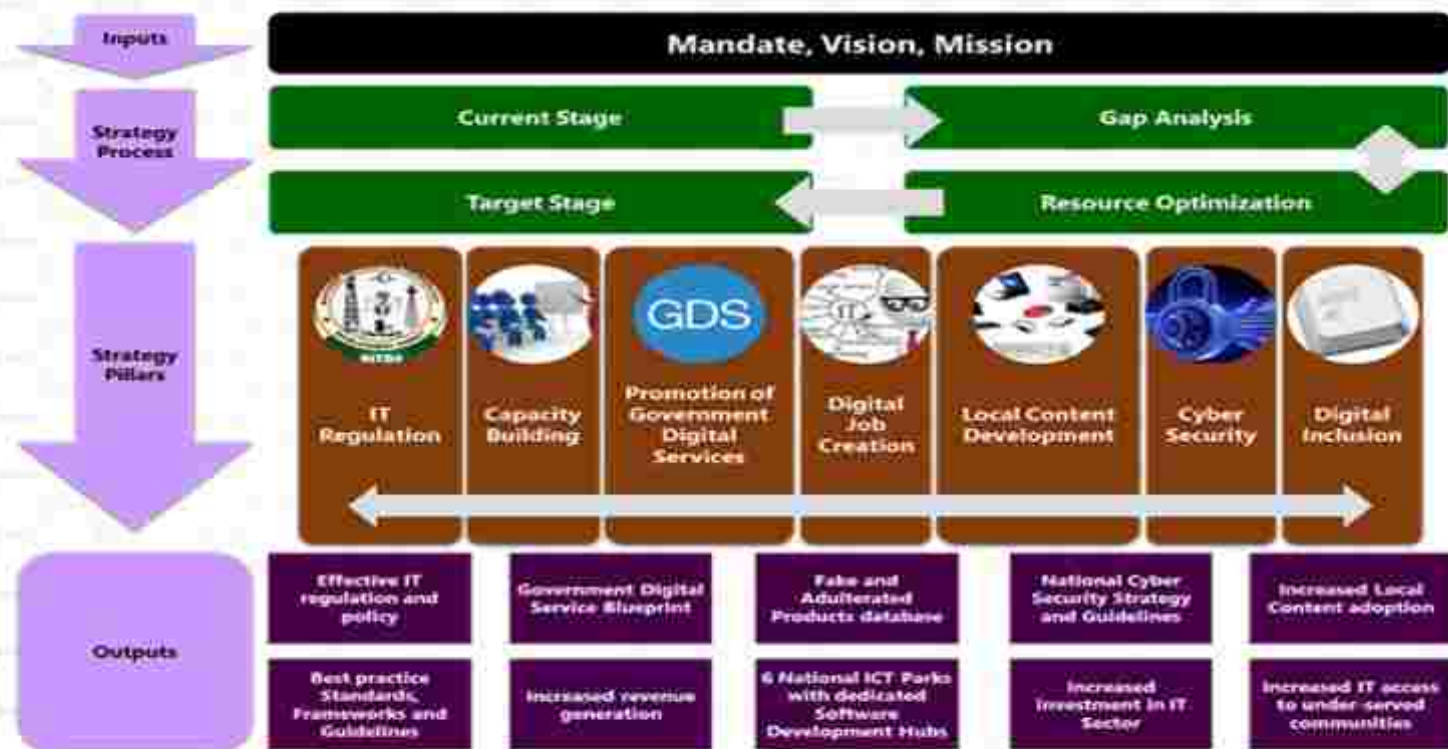 Inputs
Mandate, Vision, Mission
Strategy
Process
Current Stage
Gap Analysis
Target Stage
Resource Optimization
Strategy
Pillars
GDS
IT
Regulation
Capacity
Building
Promotion of
Government
Digital
Services
Digital
Job
Creation
Local Content
Development
Cyber
Security
Digital
Inclusion
Outputs
Effective IT
regulation and
policy
Government Digital
Service Blueprint
Fake and
Adulterated
Products database
National Cyber
Security Strategy
and Guidelines
Increased Local
Content adoption
Best practice
Standards,
Frameworks and
Guidelines
Increased revenue
generation
6 National ICT Parks
with dedicated
Software
Development Hubs
Increased
investment in IT
Sector
Increased IT access
to under-served
communities